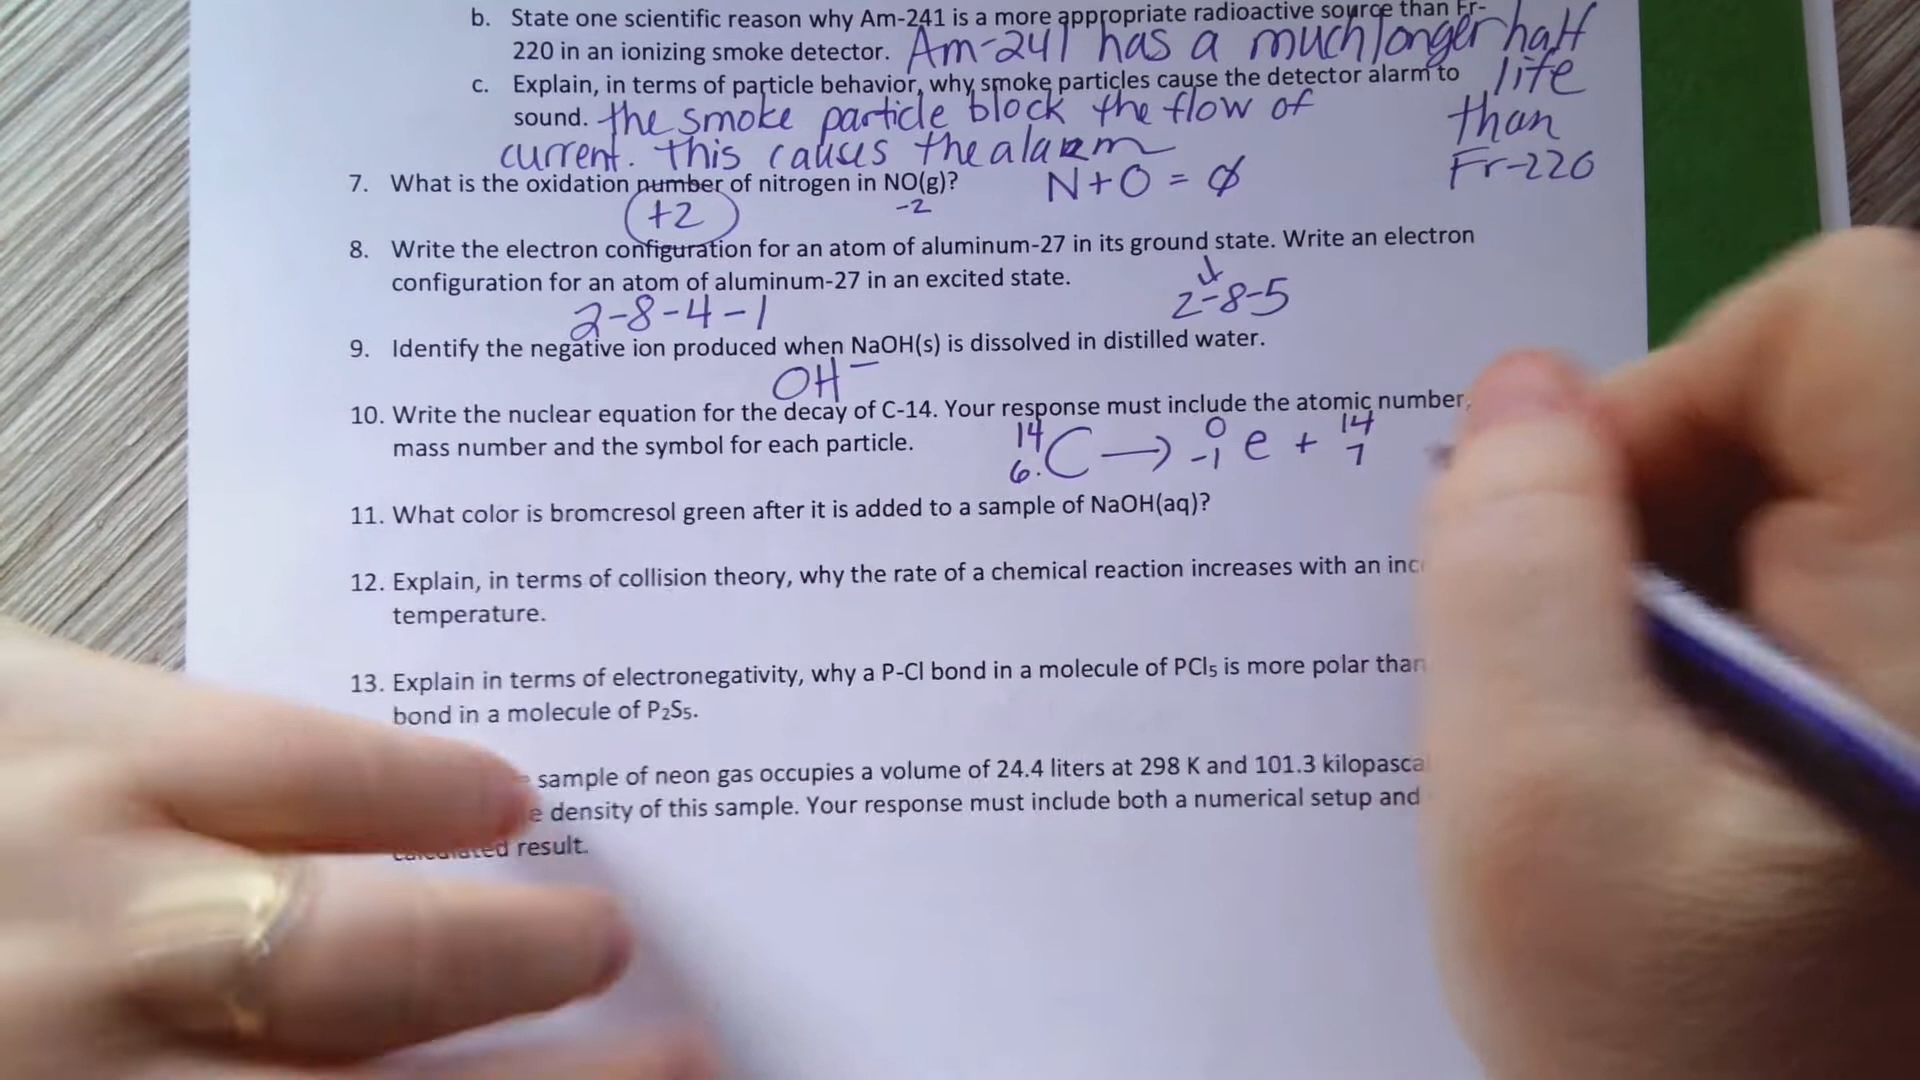 b. State one scientific reason why Am-241 is a more appropriate radioactive source than Fr-
220 in an ionizing smoke detector. Am-241 has a much longer half
life
than
Fr-220
c. Explain, in terms of particle behavior, why smoke particles cause the detector alarm to
sound. the smoke particle block the flow of
current. this causes the alarm
7. What is the oxidation number of nitrogen in NO(g)? N+O = ∅
+2 -2
8. Write the electron configuration for an atom of aluminum-27 in its ground state. Write an electron
configuration for an atom of aluminum-27 in an excited state. 2-8-5
2-8-4-1
9. Identify the negative ion produced when NaOH(s) is dissolved in distilled water.
OH⁻
10. Write the nuclear equation for the decay of C-14. Your response must include the atomic number,
mass number and the symbol for each particle. ¹⁴₆C → ⁰₋₁e + ¹⁴₇
11. What color is bromcresol green after it is added to a sample of NaOH(aq)?
12. Explain, in terms of collision theory, why the rate of a chemical reaction increases with an
temperature.
13. Explain in terms of electronegativity, why a P-Cl bond in a molecule of PCl₅ is more polar than
bond in a molecule of P₂S₅.
sample of neon gas occupies a volume of 24.4 liters at 298 K and 101.3
density of this sample. Your response must include both a numerical setup and
calculated result.